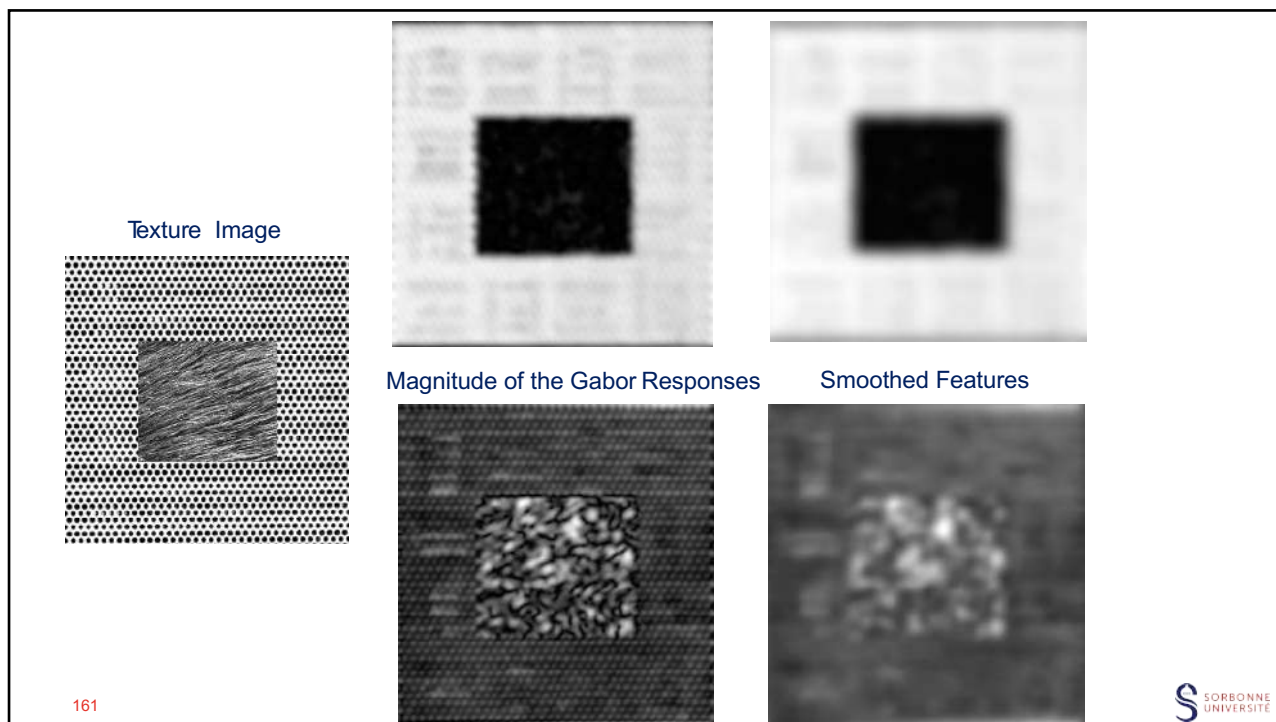 Texture Image
Magnitude of the Gabor Responses
Smoothed Features
161
SORBONNE
UNIVERSITÉ